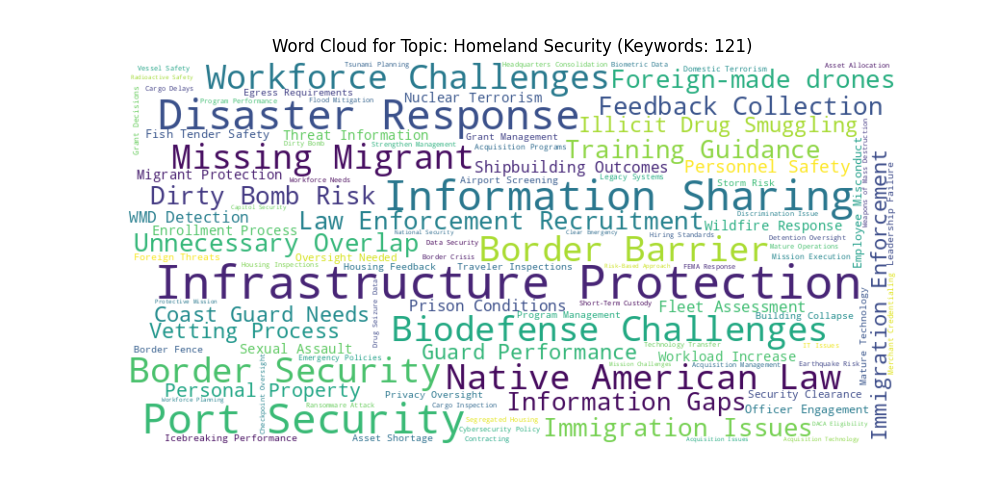 Word Cloud for Topic: Homeland Security (Keywords: 121)
Vessel Safety
Tsunami Planning
Headquarters Consolidation
Biometric Data
Domestic Terrorism
Asset Allocation
Radioactive Safety
Workforce Challenges
Foreign-made drones
Cargo Delays
Egress Requirements
Nuclear Terrorism
Grant Decisions
Program Performance
Flood Mitigation
Disaster Response
Feedback Collection
Illicit Drug Smuggling
Fish Tender Safety
Threat Information
Grant Management
Dirty Bomb
Strengthen Management
Acquisition Programs
Training Guidance
Missing Migrant
Shipbuilding Outcomes
Personnel Safety
Migrant Protection
Workforce Needs
Airport Screening
Legacy Systems
Storm Risk
Dirty Bomb Risk
Information Sharing
Employee Misconduct
Weapons of Mass Destruction
Leadership Failure
Immigration Enforcement
WMD Detection
Capitol Security
Law Enforcement Recruitment
Discrimination Issue
Wildfire Response
Enrollment Process
National Security
Clear Emergency
Hiring Standards
Detention Oversight
Unnecessary Overlap
Data Security
Border Barrier
Mature Operations
Foreign Threats
Oversight Needed
Border Crisis
Mission Execution
Housing Inspections
Housing Feedback
Traveler Inspections
Risk-Based Approach
FEMA Response
Infrastructure Protection
Drug Seizure Data
Mature Technology
Protective Mission
Prison Conditions
Short-Term Custody
Fleet Assessment
Coast Guard Needs
Program Management
Building Collapse
Vetting Process
Biodefense Challenges
Technology Transfer
IT Issues
Border Fence
Sexual Assault
Emergency Policies
Guard Performance
Workload Increase
Earthquake Risk
Border Security
Checkpoint Oversight
Mission Challenges
Acquisition Management
Native American Law
Personal Property
Privacy Oversight
Security Clearance
Workforce Planning
Ransomware Attack
Cargo Inspection
Information Gaps
Officer Engagement
Port Security
Segregated Housing
Cybersecurity Policy
Immigration Issues
DACA Eligibility
Icebreaking Performance
Asset Shortage
Contracting
Acquisition Issues
Acquisition Technology